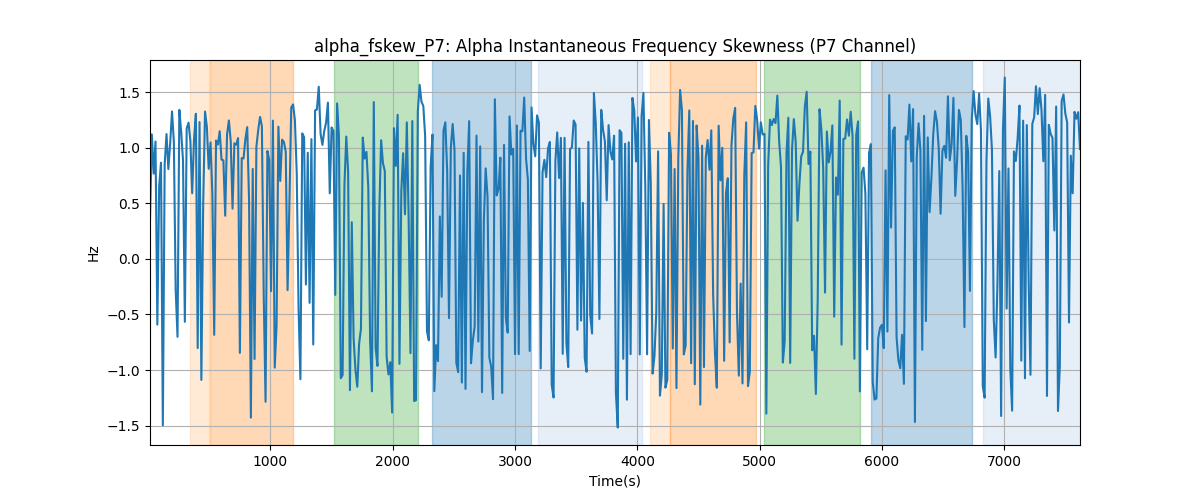 alpha_fskew_P7: Alpha Instantaneous Frequency Skewness (P7 Channel)
1.5
1.0
0.5
0.0
−0.5
−1.0
−1.5
Hz
1000 2000 3000 4000 5000 6000 7000
Time(s)